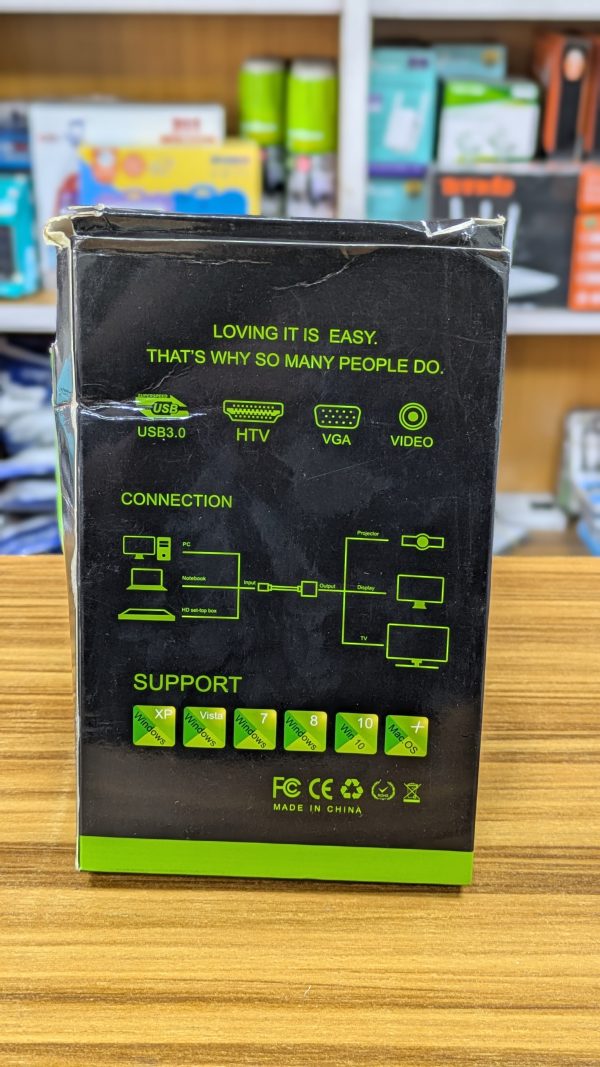 LOVING IT IS EASY.
THAT'S WHY SO MANY PEOPLE DO.
SUPERSPEED
USB
USB3.0
HTV
VGA
VIDEO
CONNECTION
PC
Notebook
HD set-top box
Input
Output
Projector
Display
TV
SUPPORT
XP
Windows
Vista
Windows
7
Windows
8
Windows
10
Win 10
+
Mac OS
FC CE
MADE IN CHINA